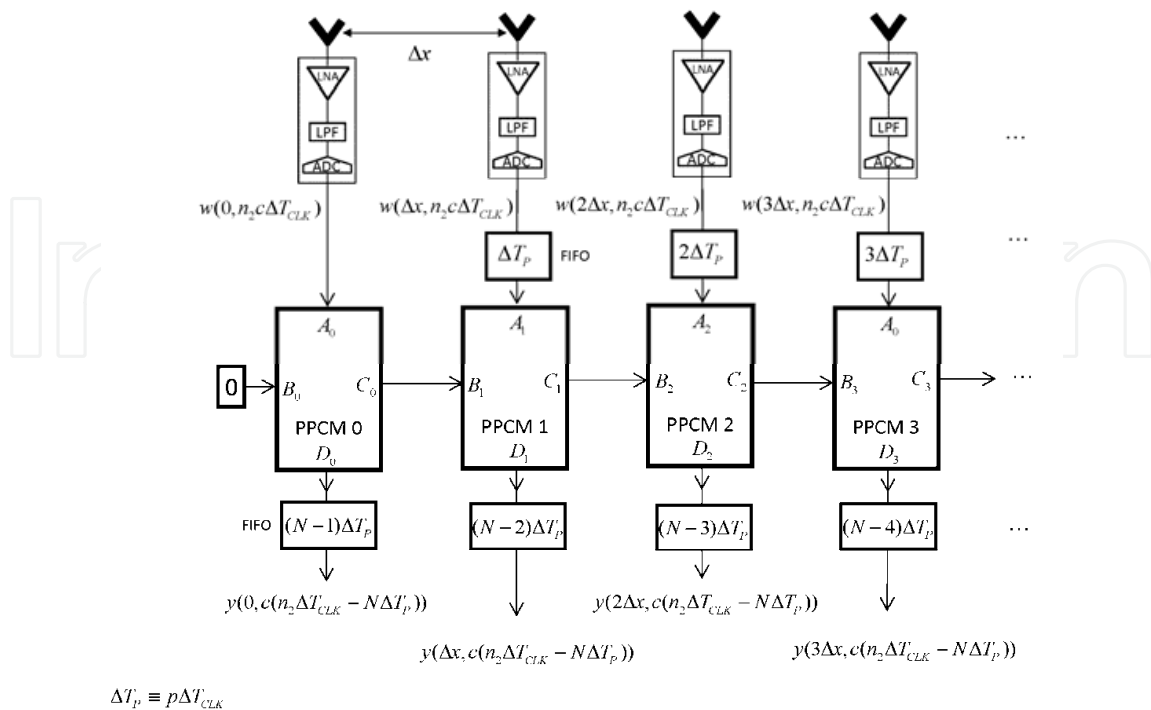 Δx
LNA LNA LNA LNA
LPF LPF LPF LPF ...
ADC ADC ADC ADC
w(0, n₂cΔT_CLK) w(Δx, n₂cΔT_CLK) w(2Δx, n₂cΔT_CLK) w(3Δx, n₂cΔT_CLK)
ΔT_P FIFO 2ΔT_P 3ΔT_P ...
A₀ A₁ A₂ A₀
0 B₀ C₀ B₁ C₁ B₂ C₂ B₃ C₃ ...
PPCM 0 PPCM 1 PPCM 2 PPCM 3
D₀ D₁ D₂ D₃
FIFO (N−1)ΔT_P (N−2)ΔT_P (N−3)ΔT_P (N−4)ΔT_P ...
y(0, c(n₂ΔT_CLK − NΔT_P)) y(2Δx, c(n₂ΔT_CLK − NΔT_P))
y(Δx, c(n₂ΔT_CLK − NΔT_P)) y(3Δx, c(n₂ΔT_CLK − NΔT_P))
ΔT_P ≡ pΔT_CLK